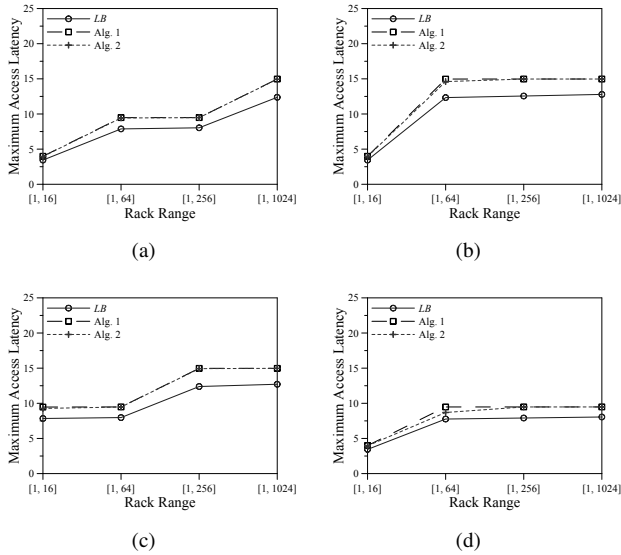 25
20
15
10
5
0
Maximum Access Latency
LB
Alg. 1
Alg. 2
[1, 16] [1, 64] [1, 256] [1, 1024]
Rack Range
(a)
25
20
15
10
5
0
Maximum Access Latency
LB
Alg. 1
Alg. 2
[1, 16] [1, 64] [1, 256] [1, 1024]
Rack Range
(b)
25
20
15
10
5
0
Maximum Access Latency
LB
Alg. 1
Alg. 2
[1, 16] [1, 64] [1, 256] [1, 1024]
Rack Range
(c)
25
20
15
10
5
0
Maximum Access Latency
LB
Alg. 1
Alg. 2
[1, 16] [1, 64] [1, 256] [1, 1024]
Rack Range
(d)